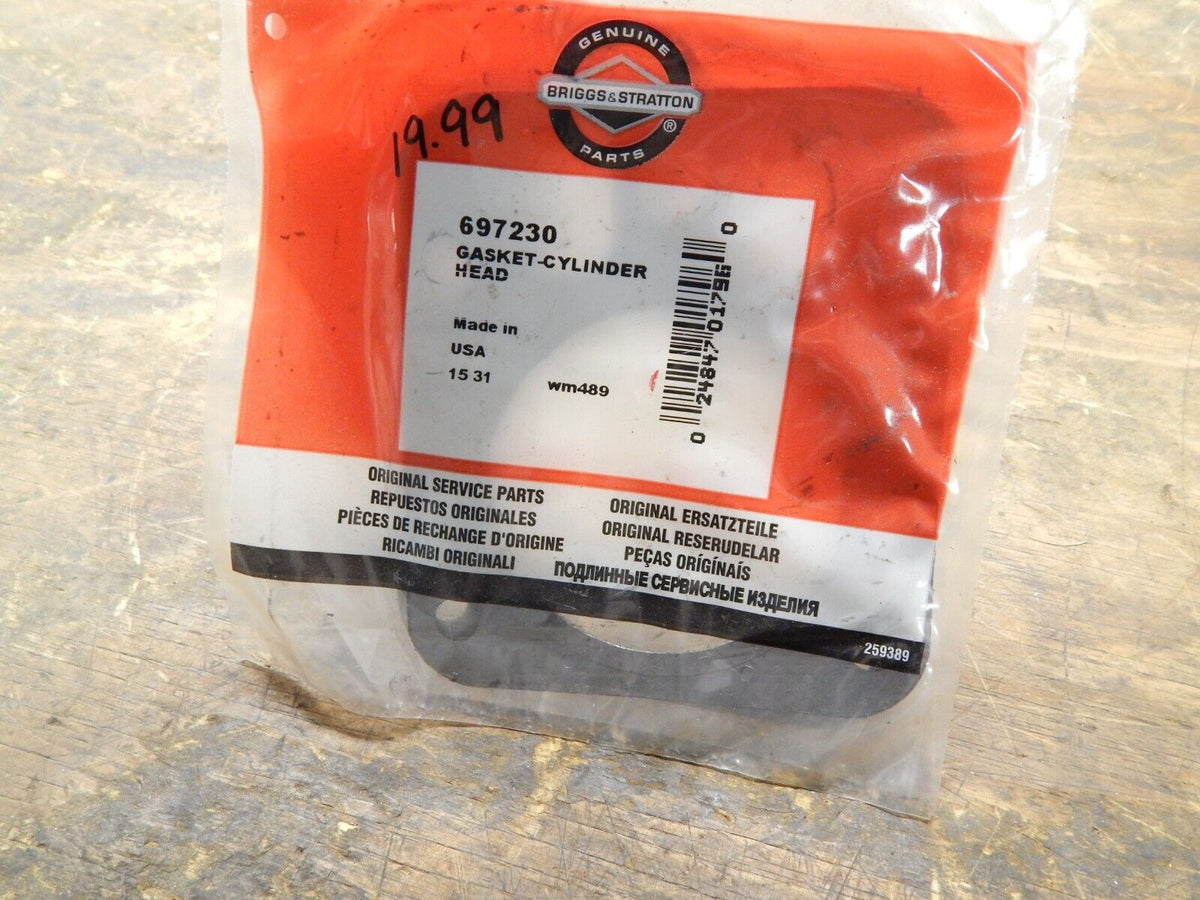 GENUINE
BRIGGS&STRATTON
®
PARTS
19.99
697230
GASKET-CYLINDER
HEAD
Made in
USA
15 31
wm489
0 24847 01796 0
ORIGINAL SERVICE PARTS
REPUESTOS ORIGINALES
PIÈCES DE RECHANGE D'ORIGINE
RICAMBI ORIGINALI
ORIGINAL ERSATZTEILE
ORIGINAL RESERUDELAR
PEÇAS ORÍGÍNAÍS
ПОДЛИННЫЕ СЕРВИСНЫЕ ИЗДЕЛИЯ
259389